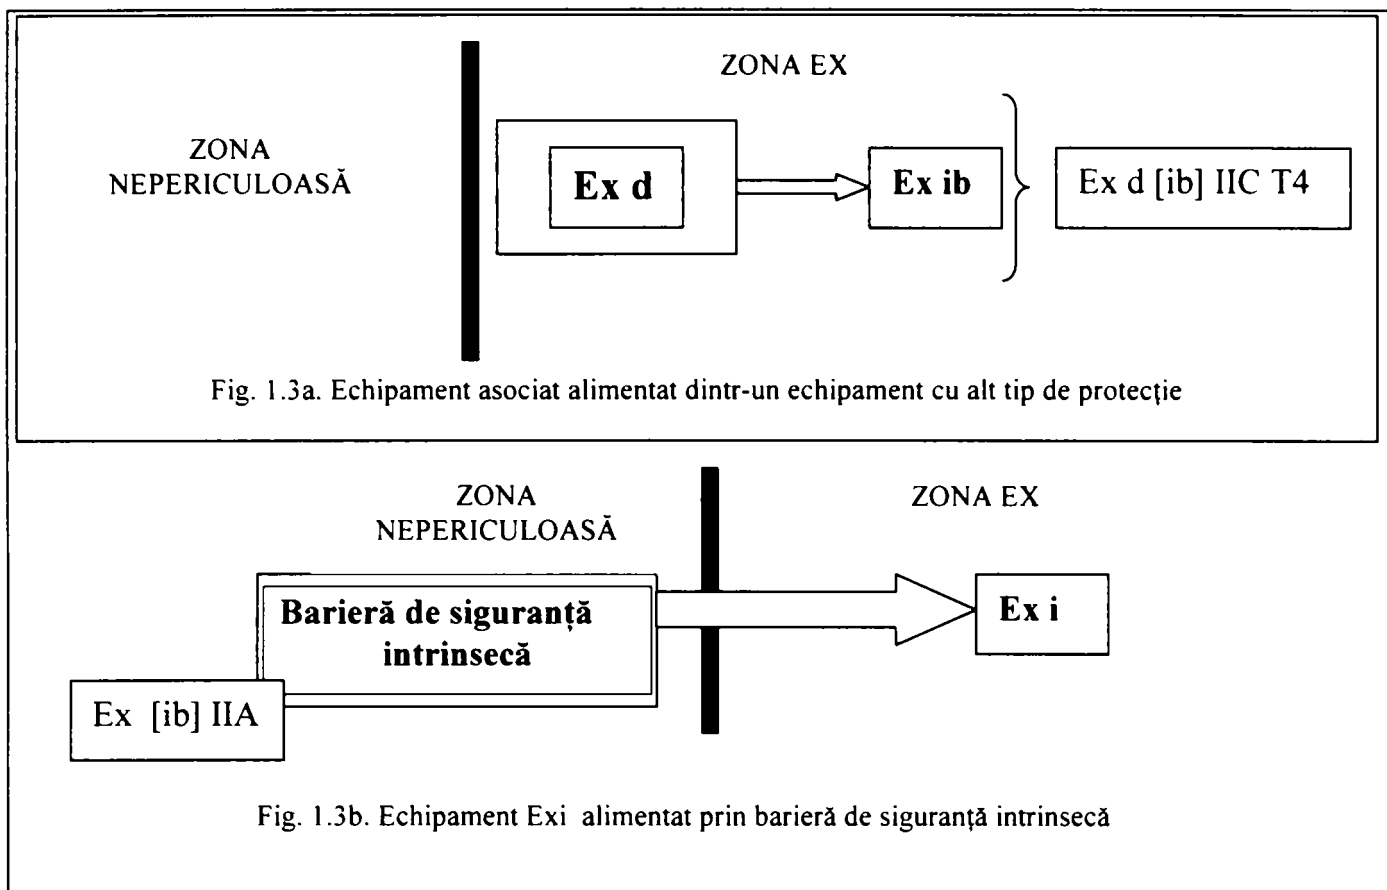 ZONA EX
ZONA
NEPERICULOASĂ
Ex d
Ex ib
Ex d [ib] IIC T4
Fig. 1.3a. Echipament asociat alimentat dintr-un echipament cu alt tip de protecție
ZONA
NEPERICULOASĂ
ZONA EX
Barieră de siguranță
intrinsecă
Ex i
Ex [ib] IIA
Fig. 1.3b. Echipament Exi alimentat prin barieră de siguranță intrinsecă